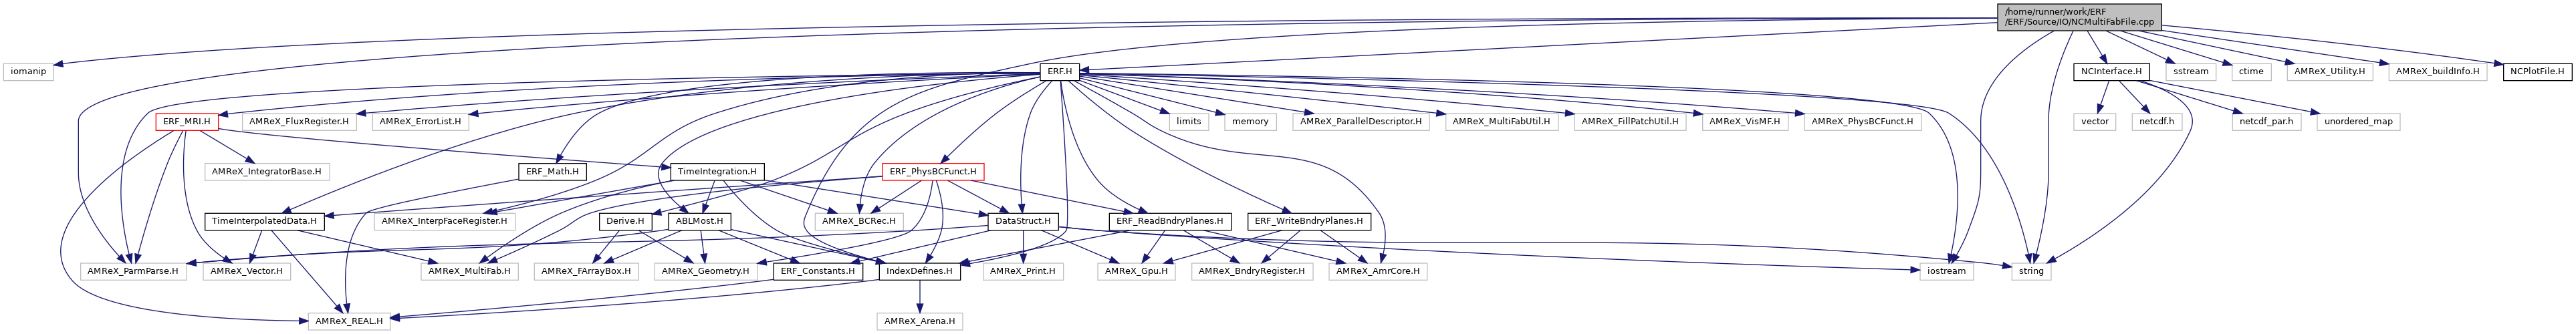 /home/runner/work/ERF
/ERF/Source/IO/NCMultiFabFile.cpp
iomanip
ERF.H
NCInterface.H
sstream
ctime
AMReX_Utility.H
AMReX_buildInfo.H
NCPlotFile.H
ERF_MRI.H
AMReX_FluxRegister.H
AMReX_ErrorList.H
limits
memory
AMReX_ParallelDescriptor.H
AMReX_MultiFabUtil.H
AMReX_FillPatchUtil.H
AMReX_VisMF.H
AMReX_PhysBCFunct.H
vector
netcdf.h
netcdf_par.h
unordered_map
AMReX_IntegratorBase.H
ERF_Math.H
TimeIntegration.H
ERF_PhysBCFunct.H
TimeInterpolatedData.H
AMReX_InterpFaceRegister.H
Derive.H
ABLMost.H
AMReX_BCRec.H
DataStruct.H
ERF_ReadBndryPlanes.H
ERF_WriteBndryPlanes.H
AMReX_ParmParse.H
AMReX_Vector.H
AMReX_MultiFab.H
AMReX_FArrayBox.H
AMReX_Geometry.H
ERF_Constants.H
IndexDefines.H
AMReX_Print.H
AMReX_Gpu.H
AMReX_BndryRegister.H
AMReX_AmrCore.H
iostream
string
AMReX_REAL.H
AMReX_Arena.H